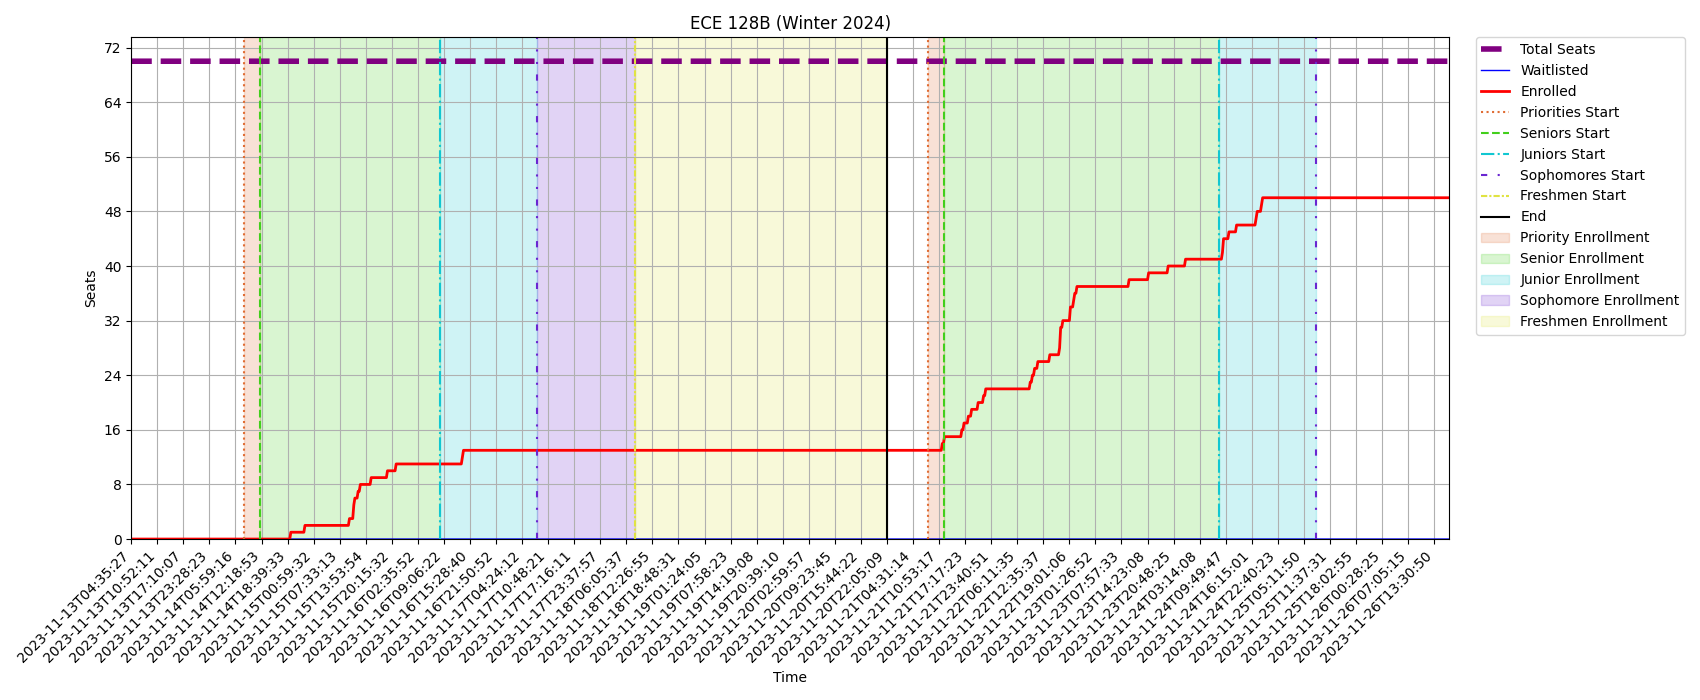 ECE 128B (Winter 2024)
Seats
72
64
56
48
40
32
24
16
8
0
2023-11-13T04:35:27
2023-11-13T10:52:11
2023-11-13T17:10:07
2023-11-13T23:28:23
2023-11-14T05:59:16
2023-11-14T12:18:53
2023-11-14T18:39:33
2023-11-15T00:59:32
2023-11-15T07:33:13
2023-11-15T13:53:54
2023-11-15T20:15:32
2023-11-16T02:35:52
2023-11-16T09:06:22
2023-11-16T15:28:40
2023-11-16T21:50:52
2023-11-17T04:24:12
2023-11-17T10:48:21
2023-11-17T17:16:11
2023-11-17T23:37:57
2023-11-18T06:05:37
2023-11-18T12:26:55
2023-11-18T18:48:31
2023-11-19T01:24:05
2023-11-19T07:58:23
2023-11-19T14:19:08
2023-11-19T20:39:10
2023-11-20T02:59:57
2023-11-20T09:23:45
2023-11-20T15:44:22
2023-11-20T22:05:09
2023-11-21T04:31:14
2023-11-21T10:53:17
2023-11-21T17:17:23
2023-11-21T23:40:51
2023-11-22T06:11:35
2023-11-22T12:35:37
2023-11-22T19:01:06
2023-11-23T01:26:52
2023-11-23T07:57:33
2023-11-23T14:23:08
2023-11-23T20:48:25
2023-11-24T03:14:08
2023-11-24T09:49:47
2023-11-24T16:15:01
2023-11-24T22:40:23
2023-11-25T05:11:50
2023-11-25T11:37:31
2023-11-25T18:02:55
2023-11-26T00:28:25
2023-11-26T07:05:15
2023-11-26T13:30:50
Time
Total Seats
Waitlisted
Enrolled
Priorities Start
Seniors Start
Juniors Start
Sophomores Start
Freshmen Start
End
Priority Enrollment
Senior Enrollment
Junior Enrollment
Sophomore Enrollment
Freshmen Enrollment